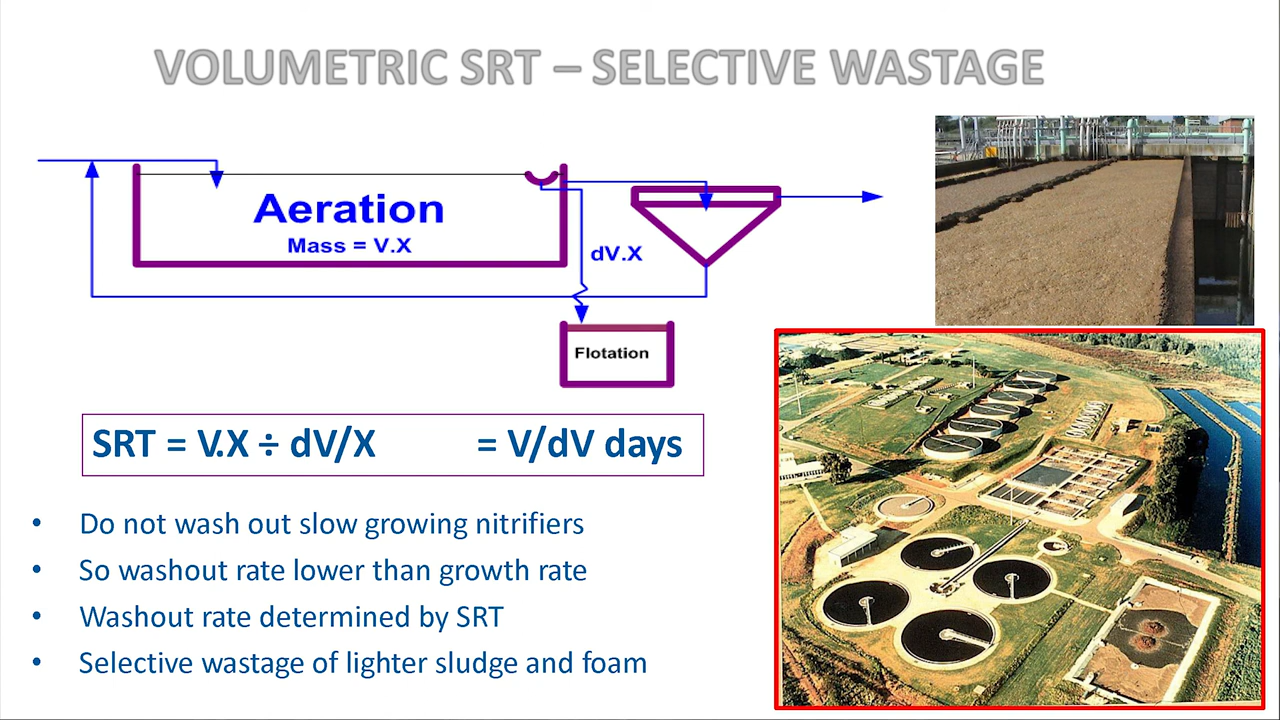 VOLUMETRIC SRT – SELECTIVE WASTAGE
Aeration
Mass = V.X
dV.X
Flotation
SRT = V.X ÷ dV/X = V/dV days
• Do not wash out slow growing nitrifiers
• So washout rate lower than growth rate
• Washout rate determined by SRT
• Selective wastage of lighter sludge and foam